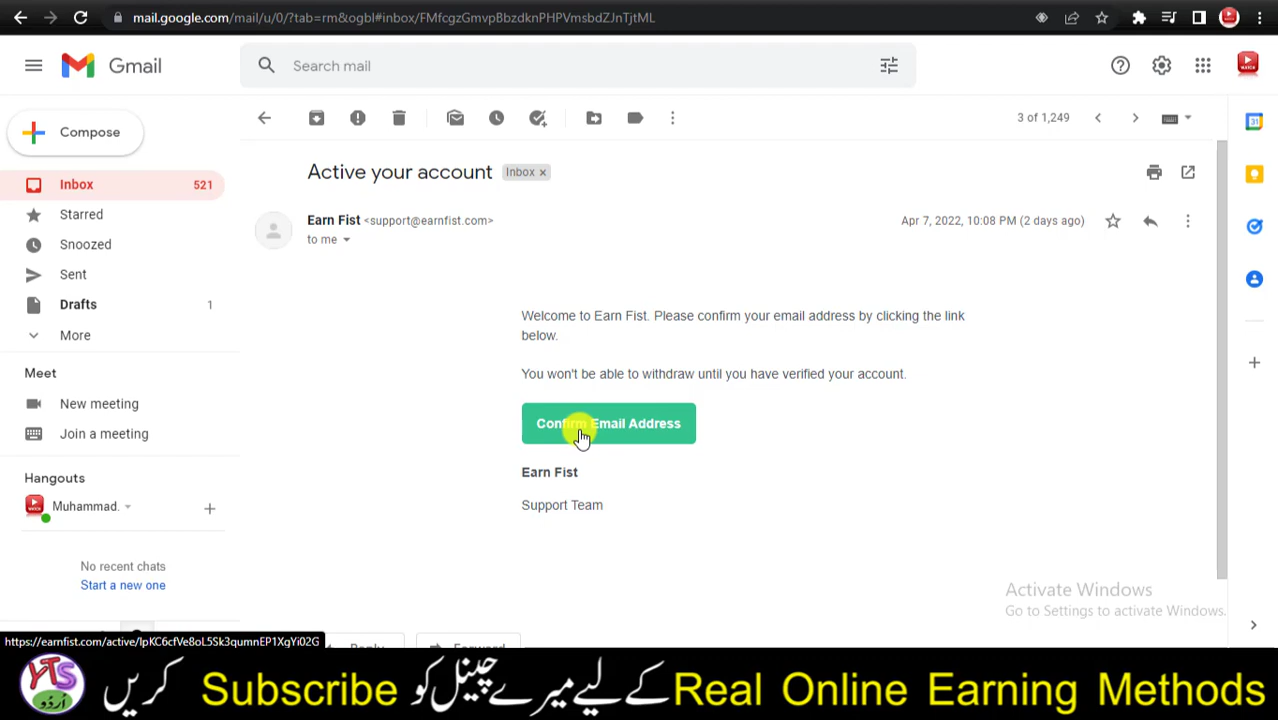 mail.google.com/mail/u/0/?tab=rm&ogbl#inbox/FMfcgzGmvpBbzdknPHPVmsbdZJnTjtML
Gmail
Search mail
Compose
3 of 1,249
Inbox 521
Starred
Snoozed
Sent
Drafts 1
More
Meet
New meeting
Join a meeting
Hangouts
Muhammad.
No recent chats
Start a new one
Active your account Inbox ×
Earn Fist <support@earnfist.com>
Apr 7, 2022, 10:08 PM (2 days ago)
to me
Welcome to Earn Fist. Please confirm your email address by clicking the link
below.
You won't be able to withdraw until you have verified your account.
Confirm Email Address
Earn Fist
Support Team
Activate Windows
Go to Settings to activate Windows.
https://earnfist.com/active/lpKC6cfVe8oL5Sk3qumnEP1XgYi02G
Reply
Forward
YTS اردو
Real Online Earning Methods کے لیے میرے چینل کو Subscribe کریں